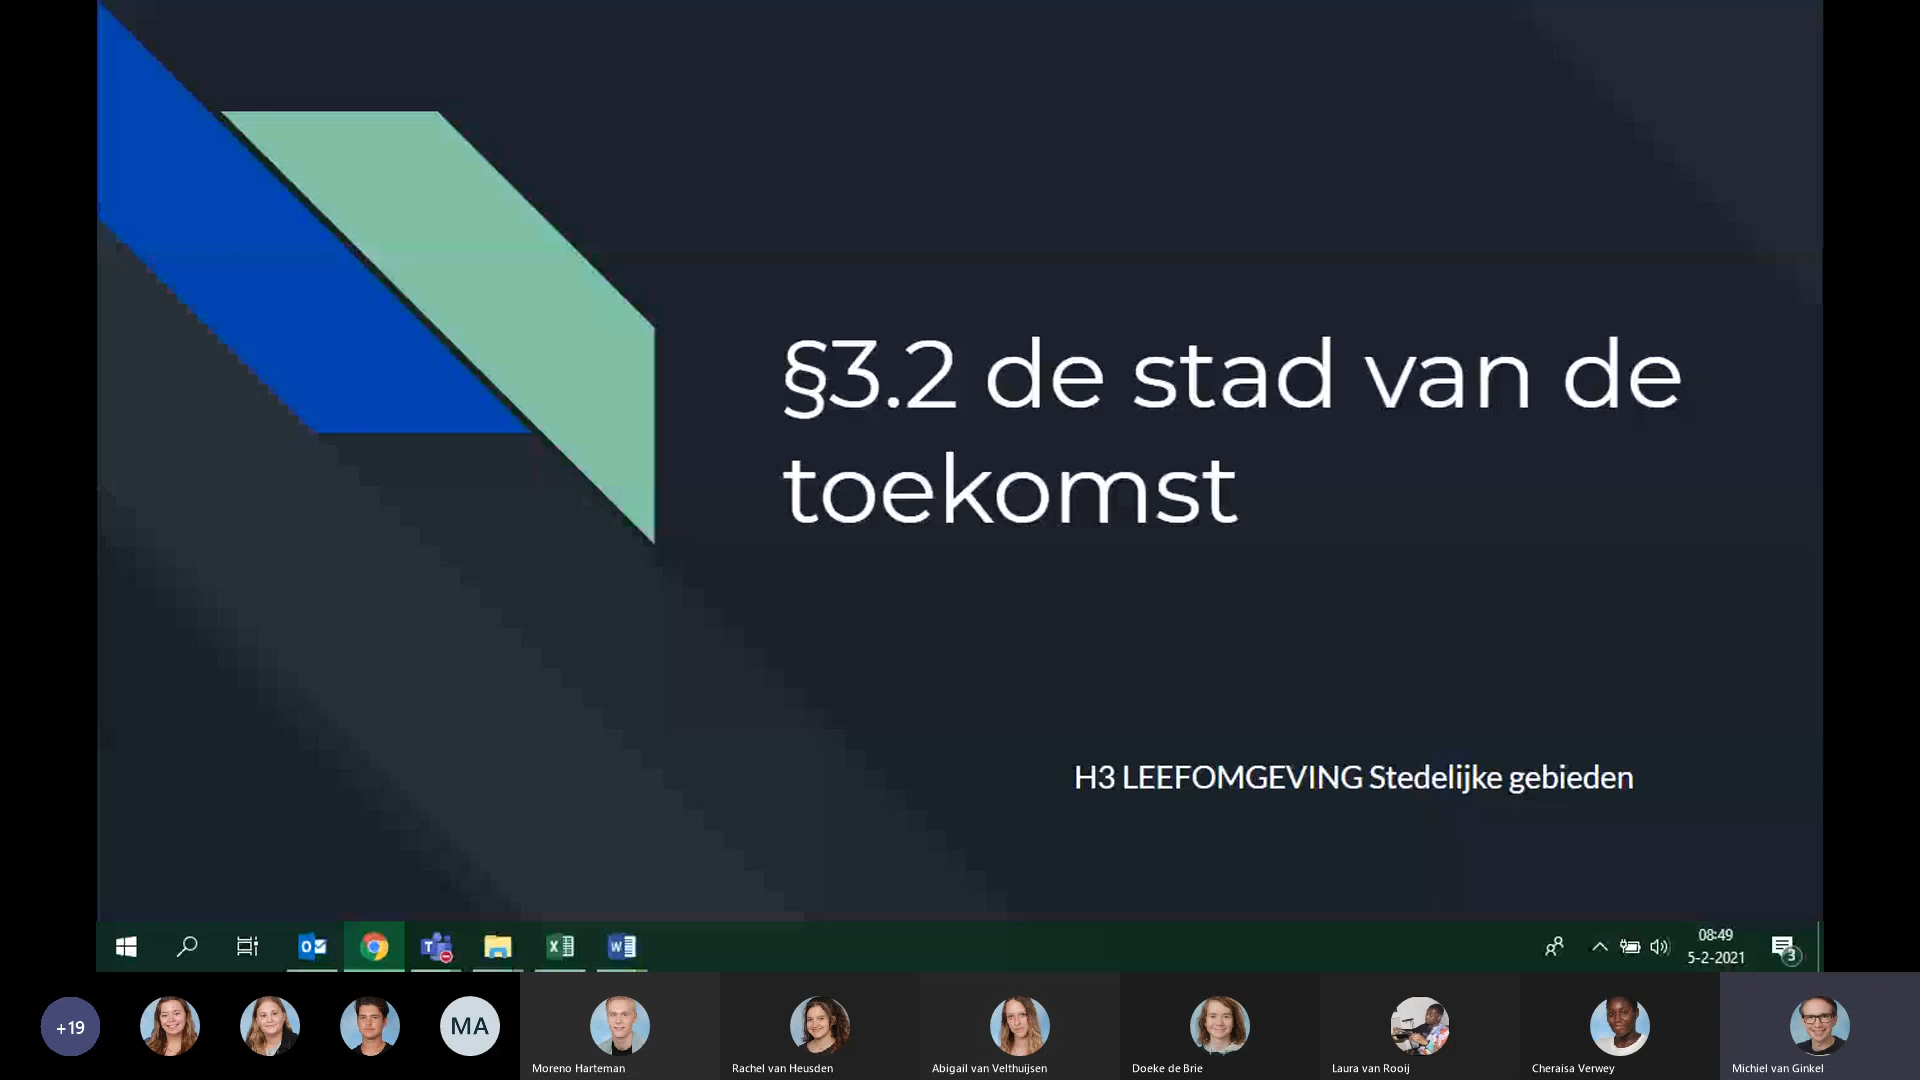 §3.2 de stad van de
toekomst
H3 LEEFOMGEVING Stedelijke gebieden
08:49
5-2-2021
3
+19
MA
Moreno Harteman
Rachel van Heusden
Abigail van Velthuijsen
Doeke de Brie
Laura van Rooij
Cheraisa Verwey
Michiel van Ginkel